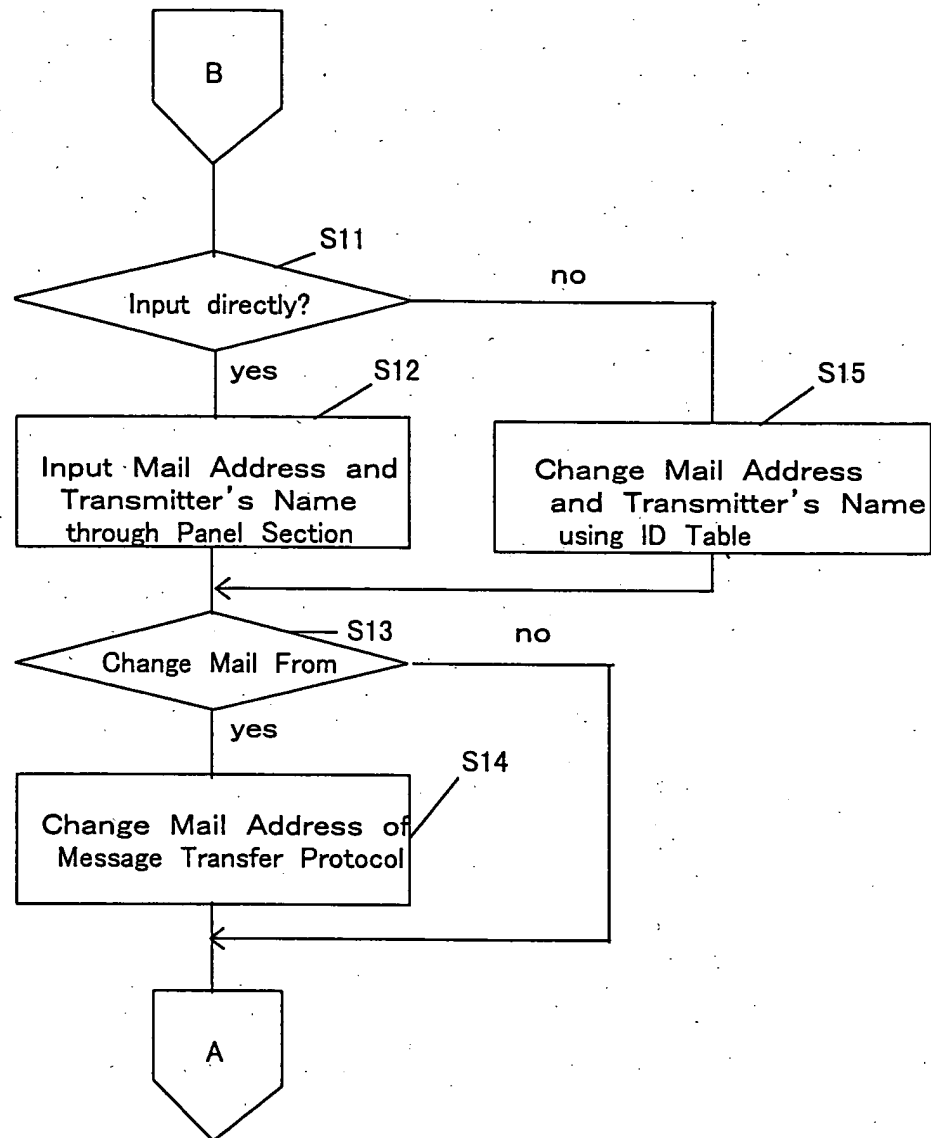 B
S11
Input directly?
no
yes
S12
S15
Input Mail Address and
Transmitter's Name
through Panel Section
Change Mail Address
and Transmitter's Name
using ID Table
S13
Change Mail From
no
yes
S14
Change Mail Address of
Message Transfer Protocol
A